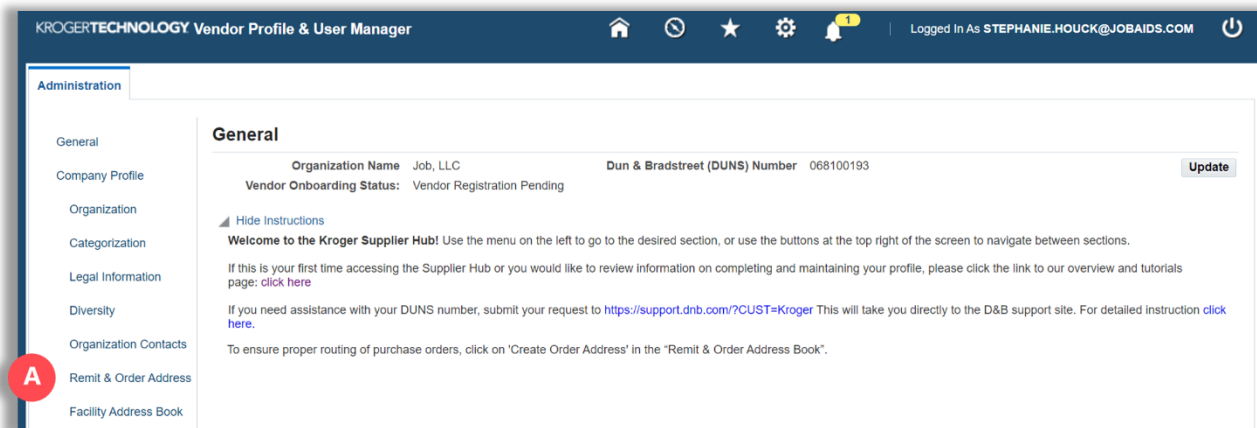 KROGERTECHNOLOGY. Vendor Profile & User Manager
1
Logged In As STEPHANIE.HOUCK@JOBAIDS.COM
Administration
General
Company Profile
Organization
Categorization
Legal Information
Diversity
Organization Contacts
A
Remit & Order Address
Facility Address Book
General
Organization Name Job, LLC
Dun & Bradstreet (DUNS) Number 068100193
Update
Vendor Onboarding Status: Vendor Registration Pending
Hide Instructions
Welcome to the Kroger Supplier Hub! Use the menu on the left to go to the desired section, or use the buttons at the top right of the screen to navigate between sections.
If this is your first time accessing the Supplier Hub or you would like to review information on completing and maintaining your profile, please click the link to our overview and tutorials
page: click here
If you need assistance with your DUNS number, submit your request to https://support.dnb.com/?CUST=Kroger This will take you directly to the D&B support site. For detailed instruction click
here.
To ensure proper routing of purchase orders, click on 'Create Order Address' in the “Remit & Order Address Book”.